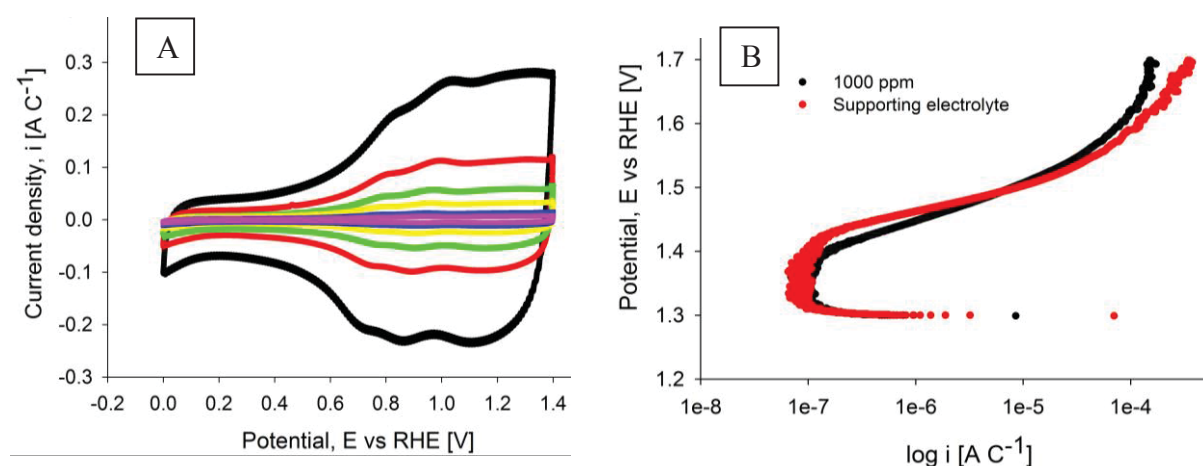 A
Current density, i [A C⁻¹]
0.3
0.2
0.1
0.0
-0.1
-0.2
-0.3
-0.2 0.0 0.2 0.4 0.6 0.8 1.0 1.2 1.4
Potential, E vs RHE [V]
B
Potential, E vs RHE [V]
1.7
1.6
1.5
1.4
1.3
1.2
1000 ppm
Supporting electrolyte
1e-8 1e-7 1e-6 1e-5 1e-4
log i [A C⁻¹]